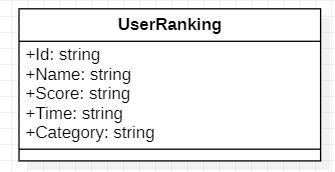 UserRanking
+Id: string
+Name: string
+Score: string
+Time: string
+Category: string